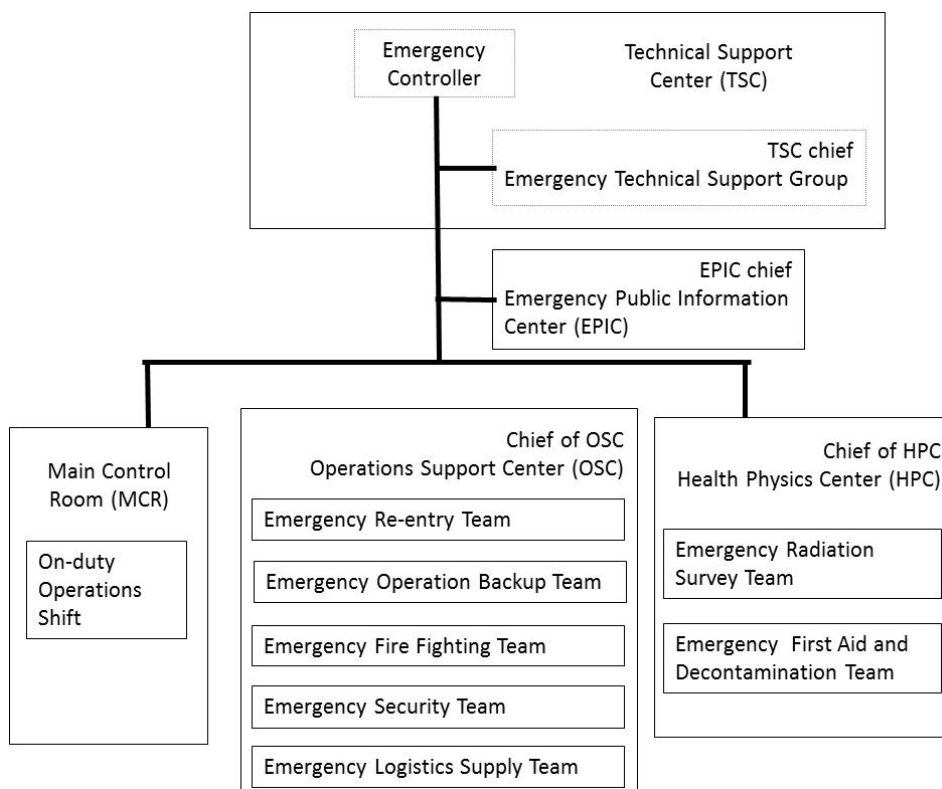 Emergency
Controller
Technical Support
Center (TSC)
TSC chief
Emergency Technical Support Group
EPIC chief
Emergency Public Information
Center (EPIC)
Main Control
Room (MCR)
On-duty
Operations
Shift
Chief of OSC
Operations Support Center (OSC)
Emergency Re-entry Team
Emergency Operation Backup Team
Emergency Fire Fighting Team
Emergency Security Team
Emergency Logistics Supply Team
Chief of HPC
Health Physics Center (HPC)
Emergency Radiation
Survey Team
Emergency First Aid and
Decontamination Team